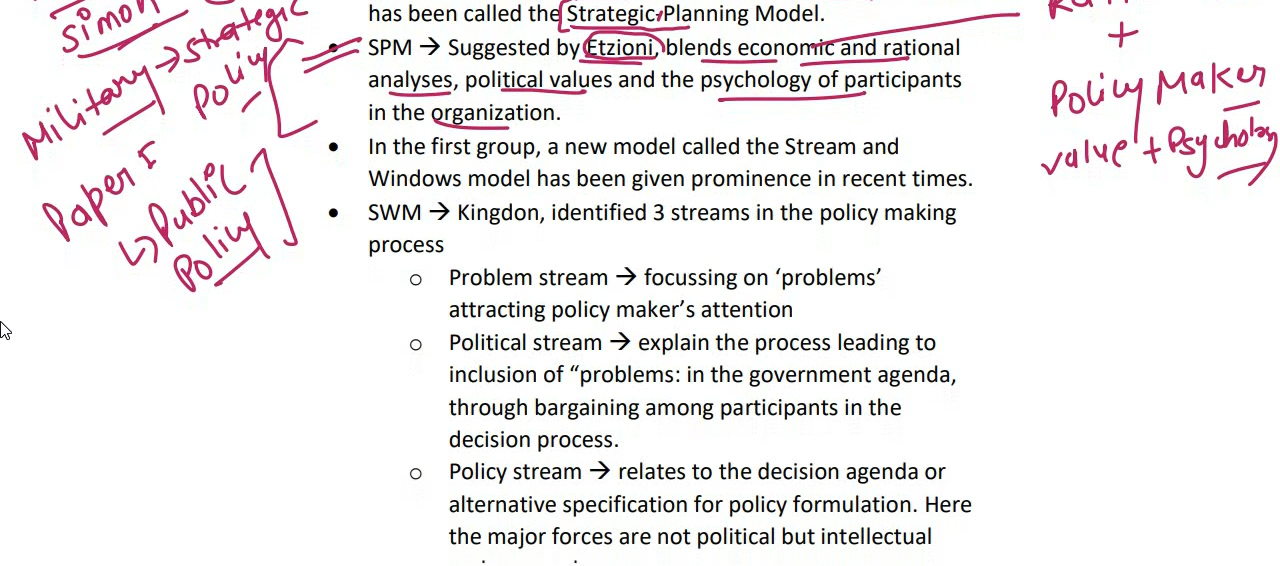 has been called the Strategic Planning Model.
• SPM → Suggested by Etzioni, blends economic and rational
analyses, political values and the psychology of participants
in the organization.
• In the first group, a new model called the Stream and
Windows model has been given prominence in recent times.
• SWM → Kingdon, identified 3 streams in the policy making
process
o Problem stream → focussing on ‘problems’
attracting policy maker’s attention
o Political stream → explain the process leading to
inclusion of “problems: in the government agenda,
through bargaining among participants in the
decision process.
o Policy stream → relates to the decision agenda or
alternative specification for policy formulation. Here
the major forces are not political but intellectual
Simon
Military → Strategic
Policy
Paper I
↳ Public
Policy
+
Policy Maker
value + Psychology